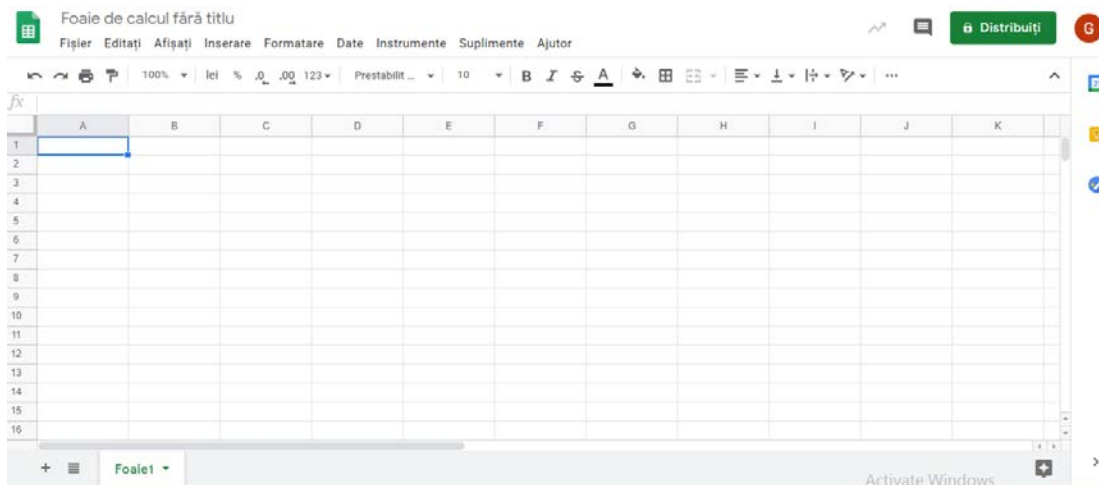 Foaie de calcul fără titlu
Fișier Editați Afișați Inserare Formatare Date Instrumente Suplimente Ajutor
Distribuiți
G
100% lei % .0 .00 123 Prestabilit ... 10 B I S A ...
fx
A B C D E F G H I J K
1
2
3
4
5
6
7
8
9
10
11
12
13
14
15
16
+ Foaie1
Activate Windows